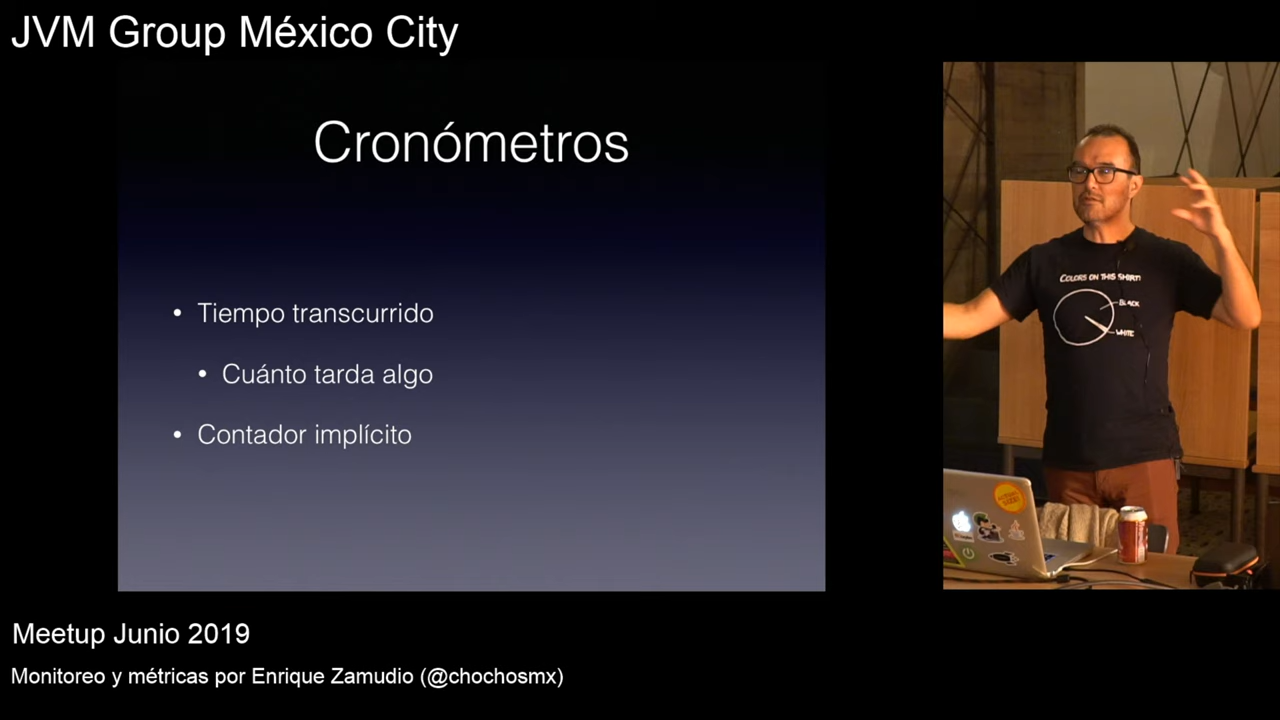 JVM Group México City
Cronómetros
• Tiempo transcurrido
• Cuánto tarda algo
• Contador implícito
COLORS ON THIS SHIRT:
BLACK
WHITE
Meetup Junio 2019
Monitoreo y métricas por Enrique Zamudio (@chochosmx)